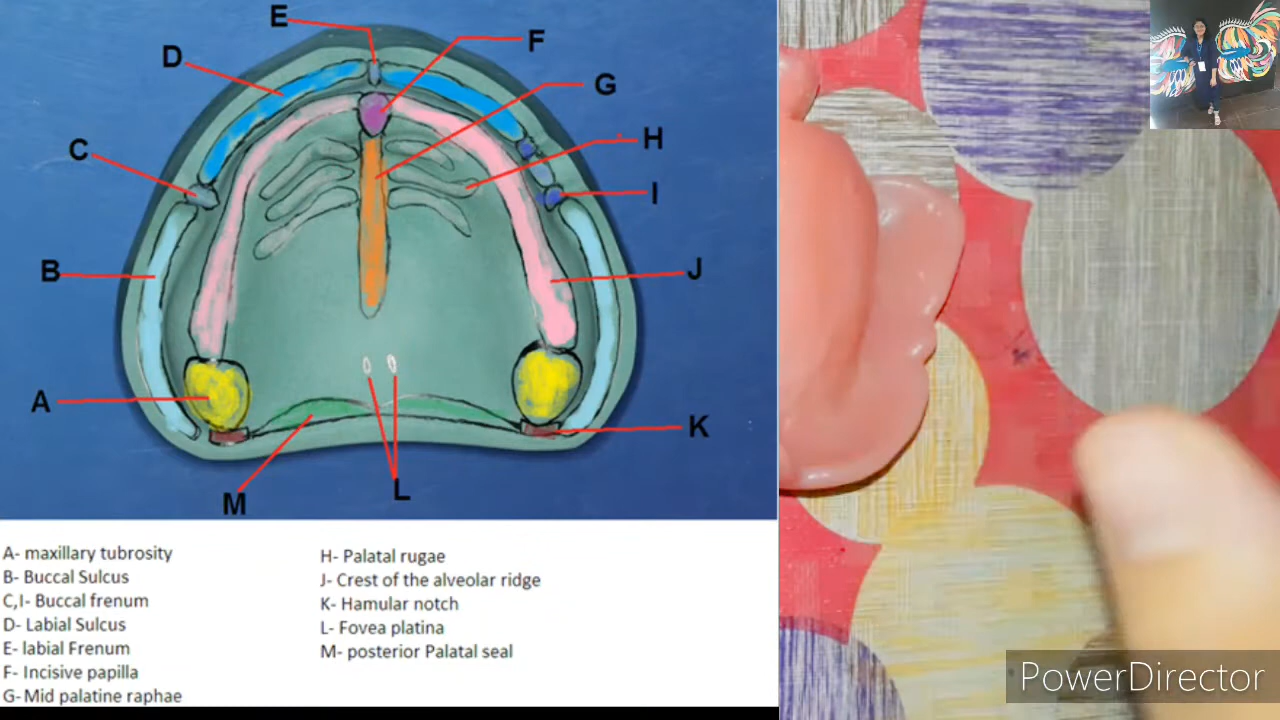 E
F
D
G
H
C
I
B
J
A
K
L
M
A- maxillary tubrosity
B- Buccal Sulcus
C,I- Buccal frenum
D- Labial Sulcus
E- labial Frenum
F- Incisive papilla
G- Mid palatine raphae
H- Palatal rugae
J- Crest of the alveolar ridge
K- Hamular notch
L- Fovea platina
M- posterior Palatal seal
PowerDirector